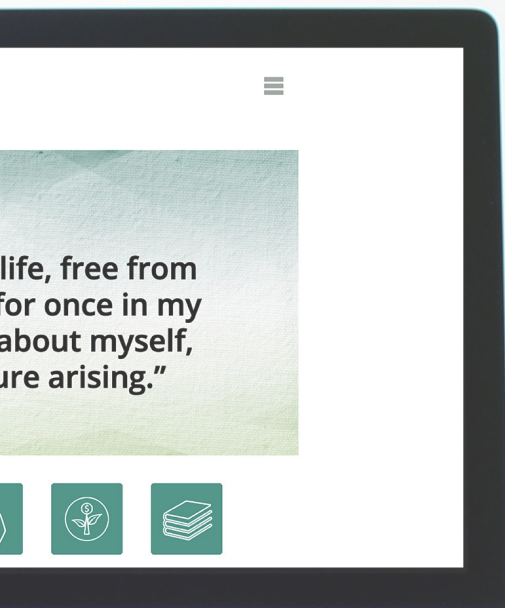 life, free from
for once in my
about myself,
ure arising.”
$